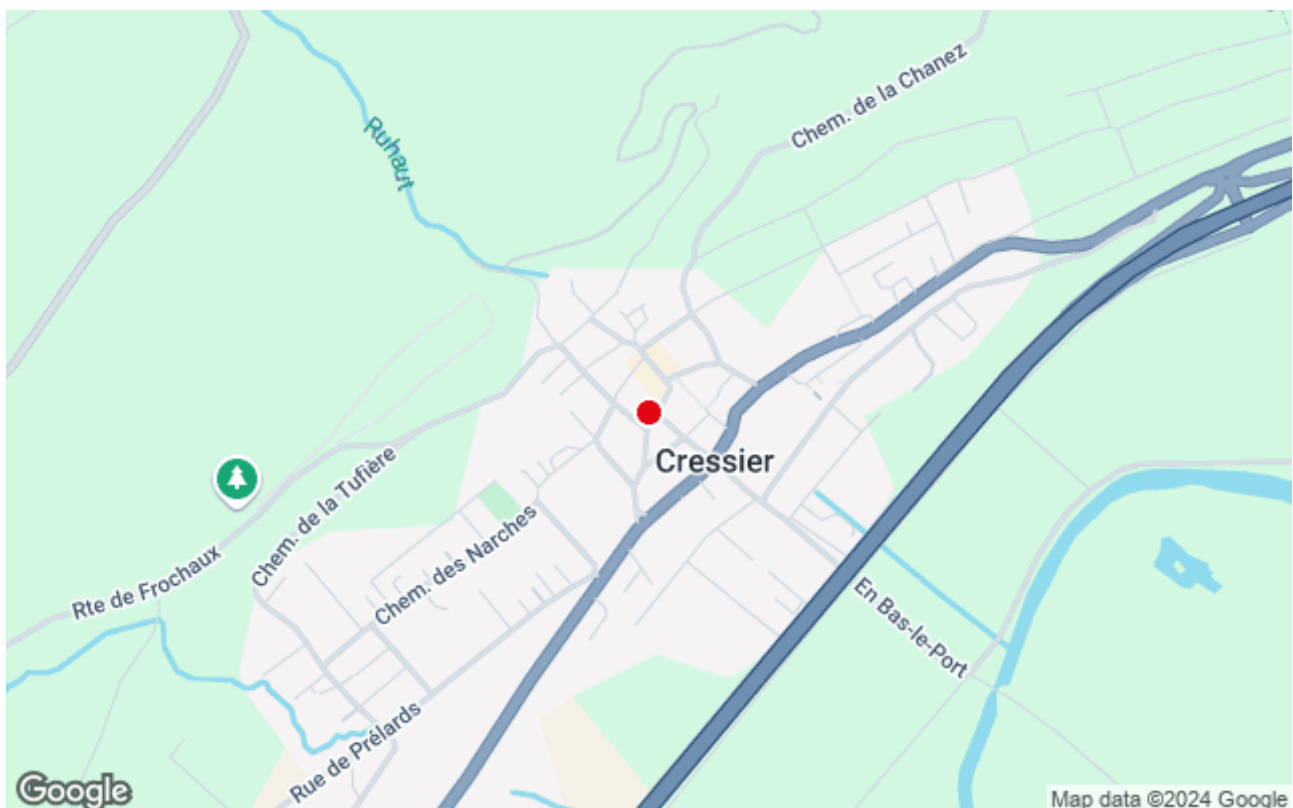 Chem. de la Chanez
Ruhaut
Cressier
Chem. de la Tufière
Chem. des Narches
Rte de Frochaux
En Bas-le-Port
Rue de Prélards
Google
Map data ©2024 Google